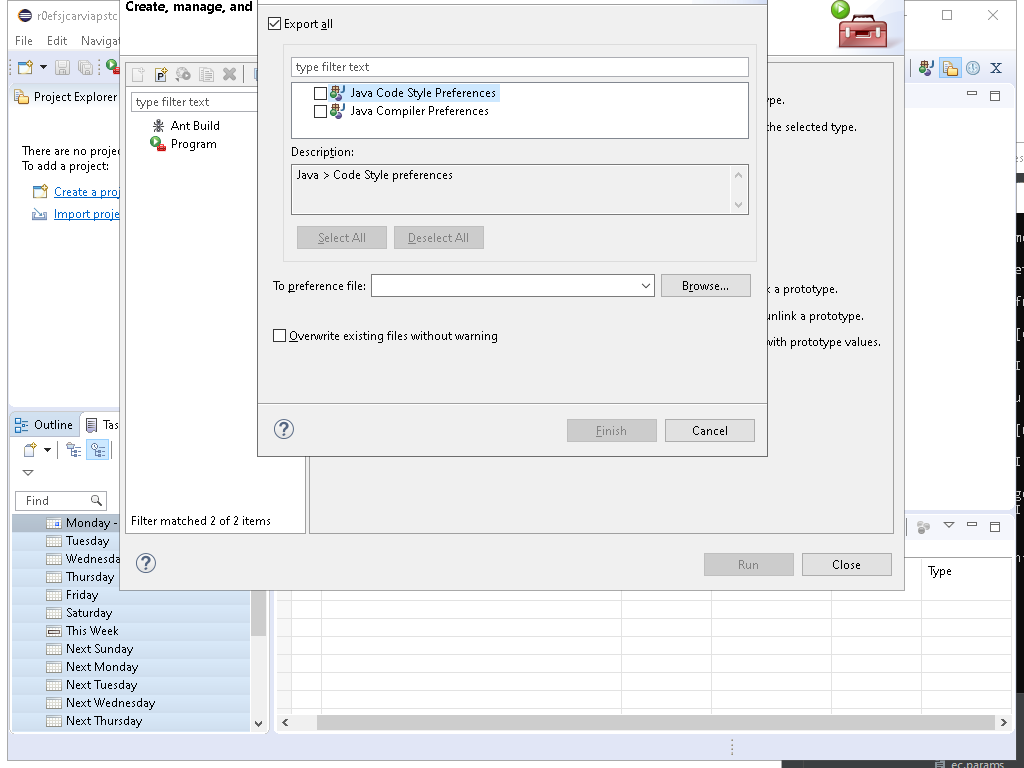 r0efsjcarviapstc
File Edit Navigat
Project Explorer
There are no projec
To add a project:
Create a proj
Import proje
Outline
Tas
Find
Monday -
Tuesday
Wednesda
Thursday
Friday
Saturday
This Week
Next Sunday
Next Monday
Next Tuesday
Next Wednesday
Next Thursday
Create, manage, and
type filter text
Ant Build
Program
Filter matched 2 of 2 items
Export all
type filter text
Java Code Style Preferences
Java Compiler Preferences
Description:
Java > Code Style preferences
Select All Deselect All
To preference file: Browse...
Overwrite existing files without warning
Finish Cancel
ype.
the selected type.
k a prototype.
unlink a prototype.
with prototype values.
Run Close
Type
ec.params